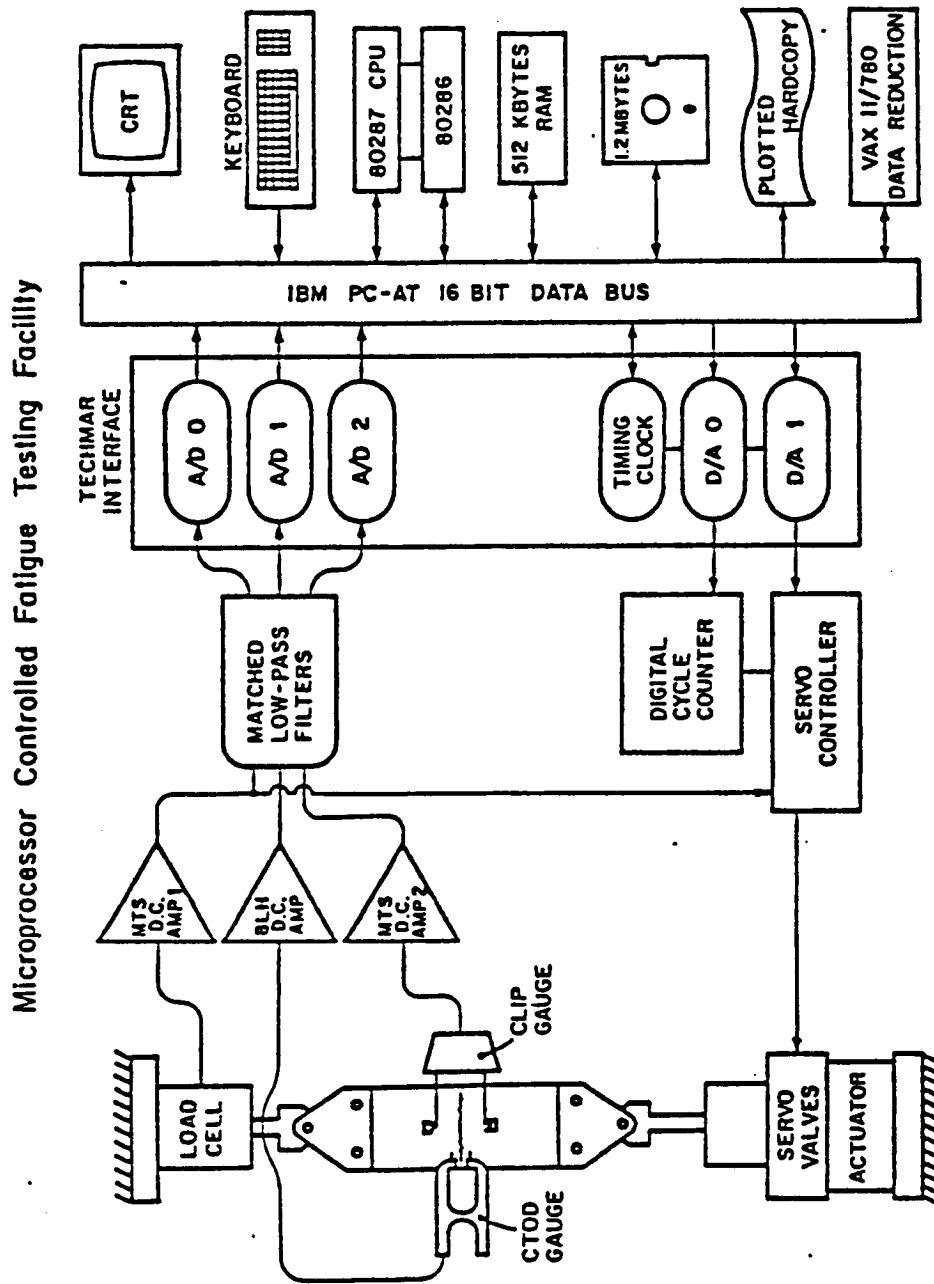 Microprocessor Controlled Fatigue Testing Facility
LOAD
CELL
CTOD
GAUGE
CLIP
GAUGE
SERVO
VALVES
ACTUATOR
MTS
D.C.
AMP 1
BLH
D.C.
AMP
MTS
D.C.
AMP 2
MATCHED
LOW-PASS
FILTERS
DIGITAL
CYCLE
COUNTER
SERVO
CONTROLLER
TECHMAR
INTERFACE
A/D 0
A/D 1
A/D 2
TIMING
CLOCK
D/A 0
D/A 1
IBM PC-AT 16 BIT DATA BUS
CRT
KEYBOARD
80287 CPU
80286
512 KBYTES
RAM
1.2 MBYTES
PLOTTED
HARDCOPY
VAX 11/780
DATA REDUCTION